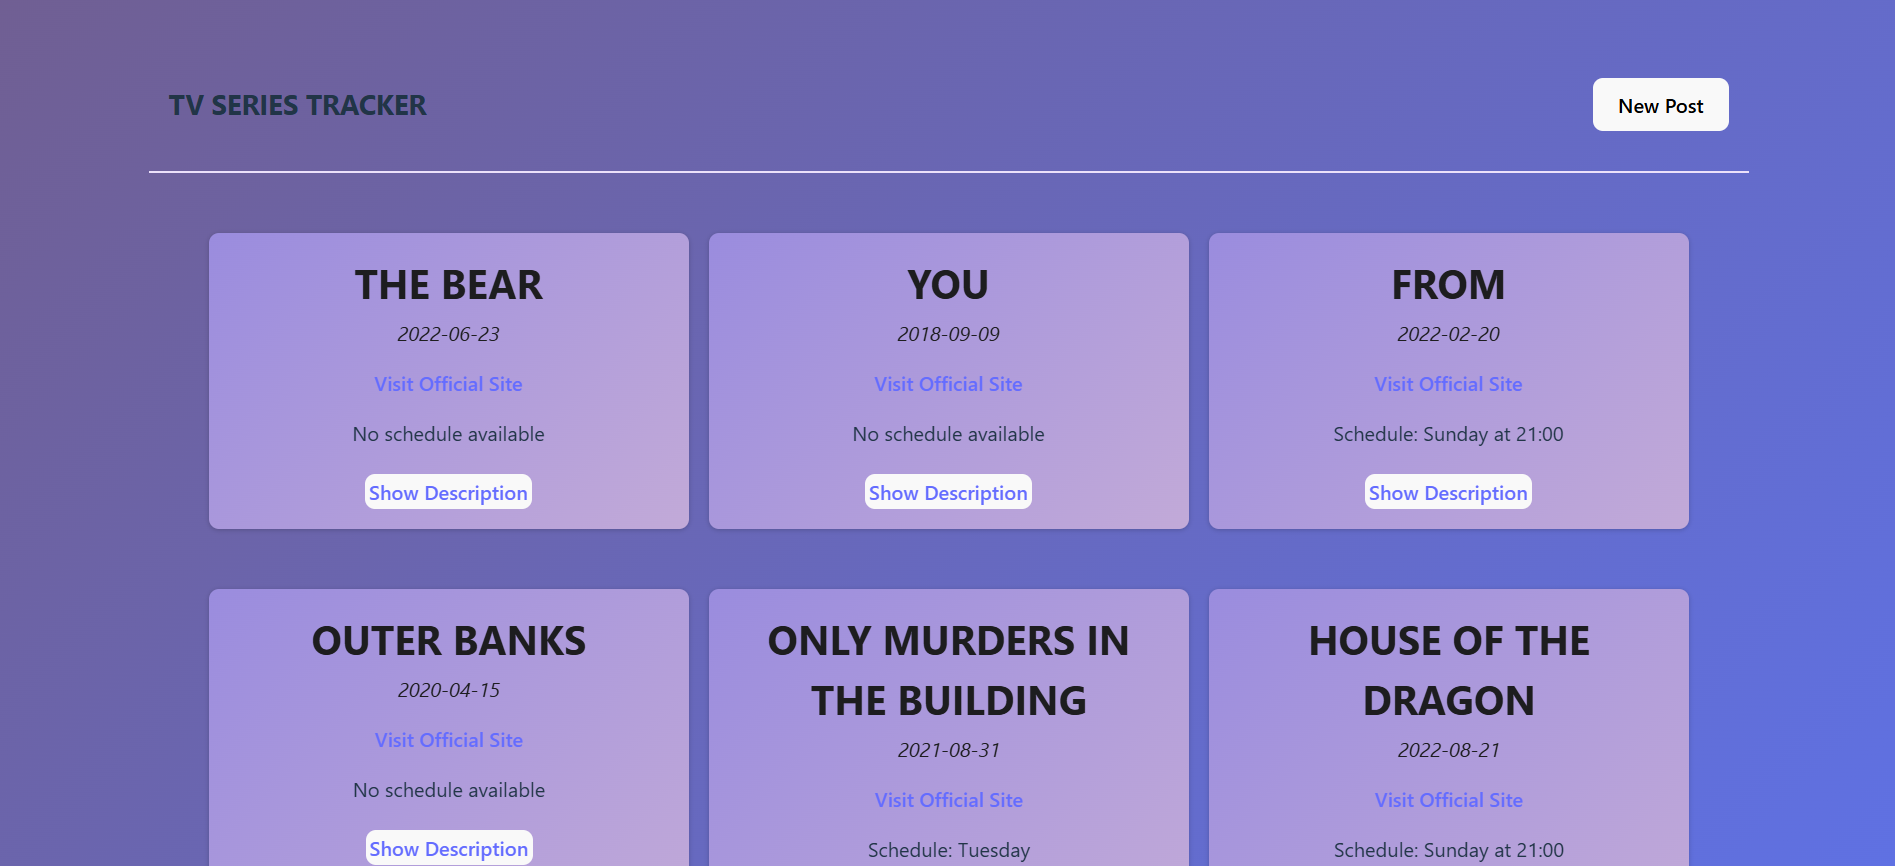 TV SERIES TRACKER
New Post
THE BEAR
2022-06-23
Visit Official Site
No schedule available
Show Description
YOU
2018-09-09
Visit Official Site
No schedule available
Show Description
FROM
2022-02-20
Visit Official Site
Schedule: Sunday at 21:00
Show Description
OUTER BANKS
2020-04-15
Visit Official Site
No schedule available
Show Description
ONLY MURDERS IN
THE BUILDING
2021-08-31
Visit Official Site
Schedule: Tuesday
HOUSE OF THE
DRAGON
2022-08-21
Visit Official Site
Schedule: Sunday at 21:00